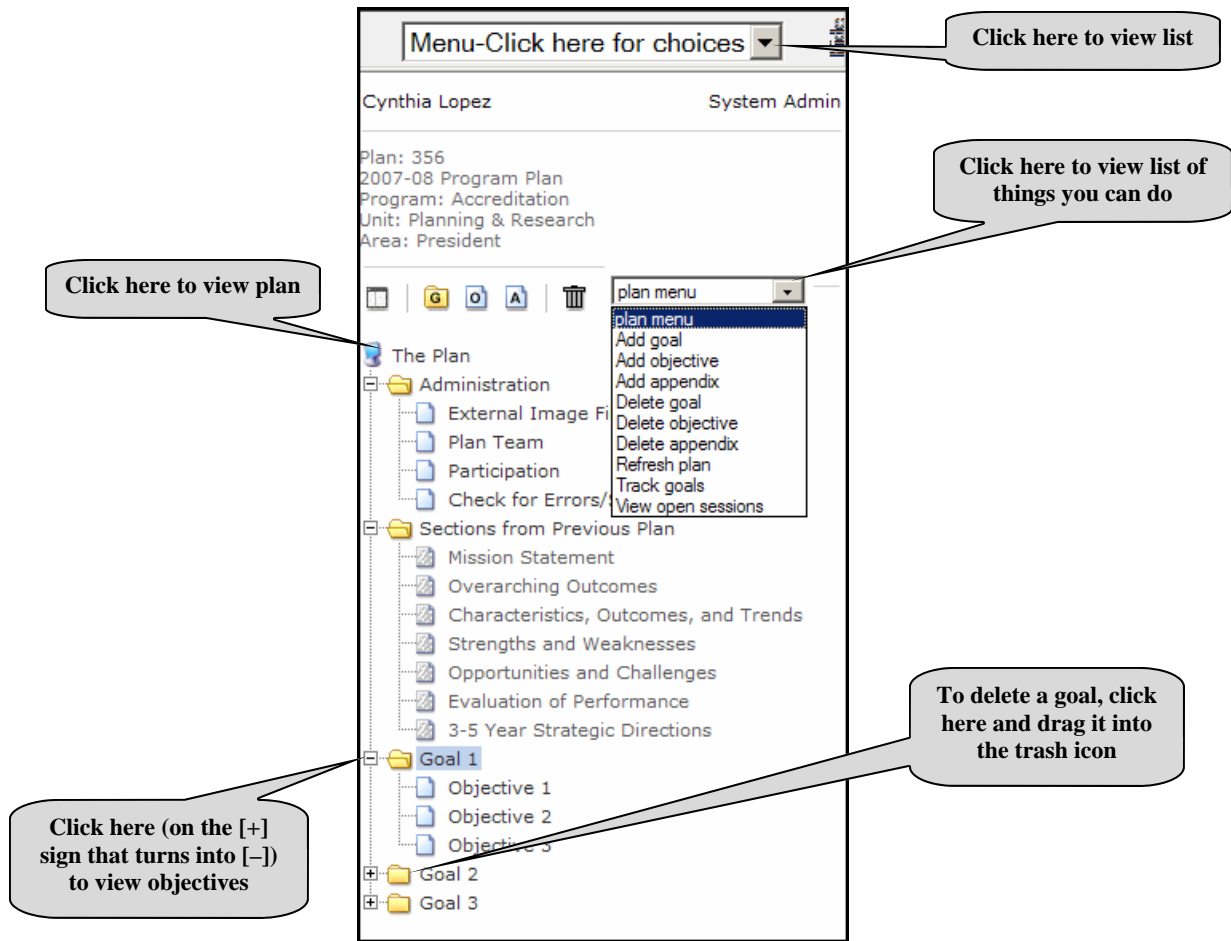 Menu-Click here for choices
Click here to view list
Cynthia Lopez System Admin
Plan: 356
2007-08 Program Plan
Program: Accreditation
Unit: Planning & Research
Area: President
Click here to view list of
things you can do
Click here to view plan
G O A
plan menu
plan menu
Add goal
Add objective
Add appendix
Delete goal
Delete objective
Delete appendix
Refresh plan
Track goals
View open sessions
The Plan
Administration
External Image Fi
Plan Team
Participation
Check for Errors/
Sections from Previous Plan
Mission Statement
Overarching Outcomes
Characteristics, Outcomes, and Trends
Strengths and Weaknesses
Opportunities and Challenges
Evaluation of Performance
3-5 Year Strategic Directions
To delete a goal, click
here and drag it into
the trash icon
Goal 1
Objective 1
Objective 2
Objective 3
Click here (on the [+]
sign that turns into [–])
to view objectives
Goal 2
Goal 3